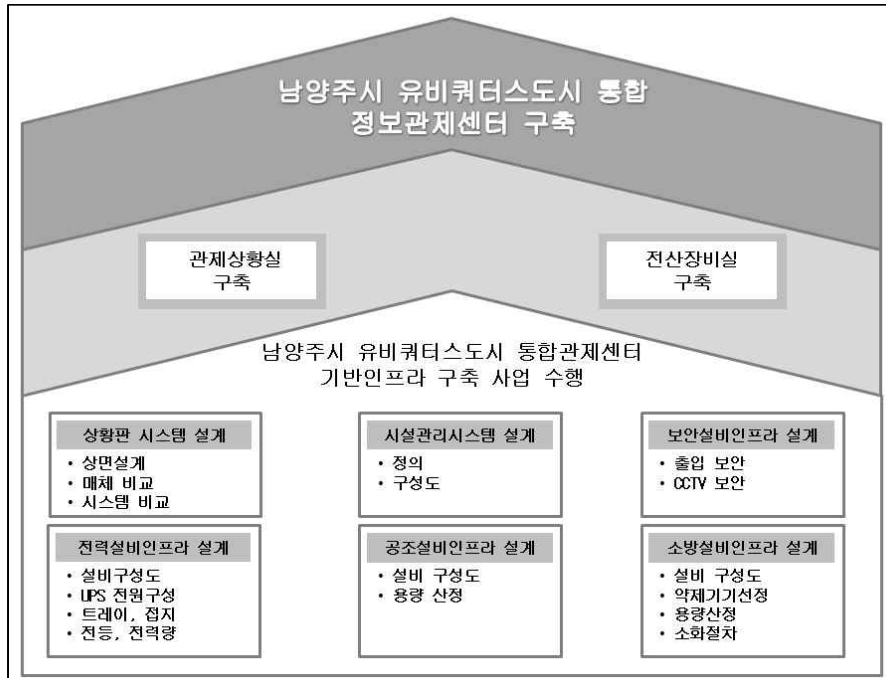 남양주시 유비쿼터스도시 통합
정보관제센터 구축
관제상황실
구축
전산장비실
구축
남양주시 유비쿼터스도시 통합관제센터
기반인프라 구축 사업 수행
상황판 시스템 설계
• 상면설계
• 매체 비교
• 시스템 비교
시설관리시스템 설계
• 정의
• 구성도
보안설비인프라 설계
• 출입 보안
• CCTV 보안
전력설비인프라 설계
• 설비구성도
• UPS 전원구성
• 트레이, 접지
• 전등, 전력량
공조설비인프라 설계
• 설비 구성도
• 용량 산정
소방설비인프라 설계
• 설비 구성도
• 약제기기선정
• 용량산정
• 소화절차